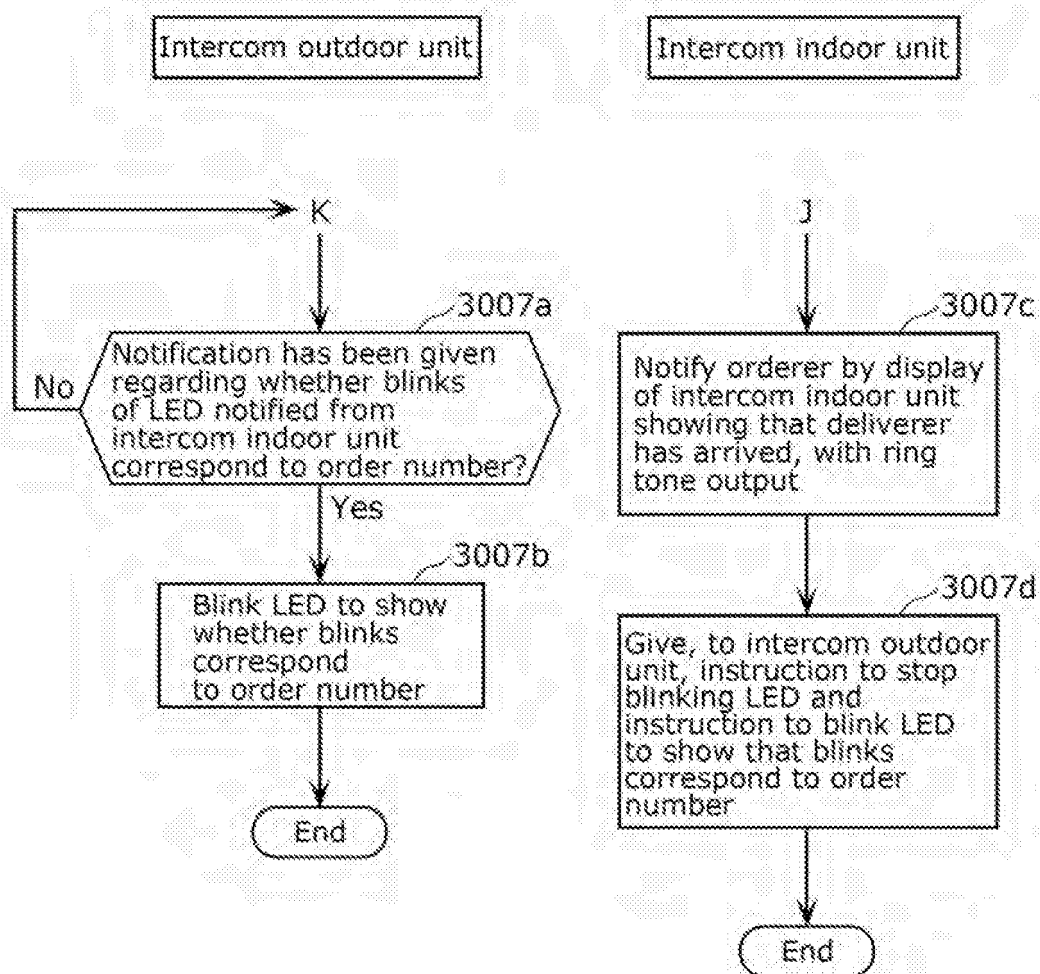 Intercom outdoor unit
Intercom indoor unit
K
J
3007a
Notification has been given
regarding whether blinks
of LED notified from
intercom indoor unit
correspond to order number?
No
Yes
3007b
Blink LED to show
whether blinks
correspond
to order number
End
3007c
Notify orderer by display
of intercom indoor unit
showing that deliverer
has arrived, with ring
tone output
3007d
Give, to intercom outdoor
unit, instruction to stop
blinking LED and
instruction to blink LED
to show that blinks
correspond to order
number
End